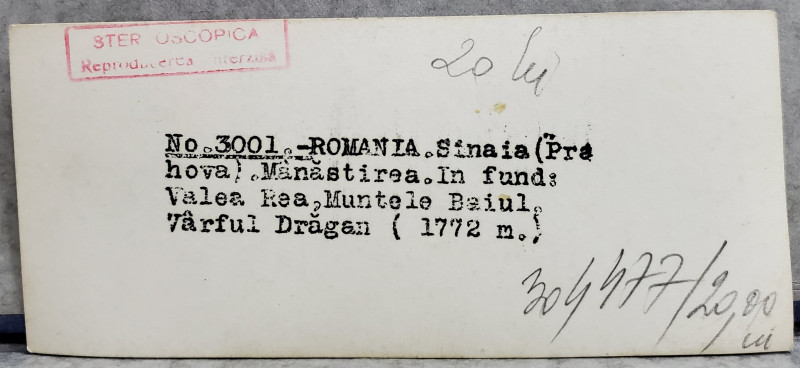 STER OSCOPICA
Reproducerea interzisă
20 lei
No.3001.-ROMANIA.Sinaia(Pra
hova).Mânăstirea.In fund:
Valea Rea,Muntele Baiul.
Vârful Drăgan ( 1772 m.)
304477/20,00
lei